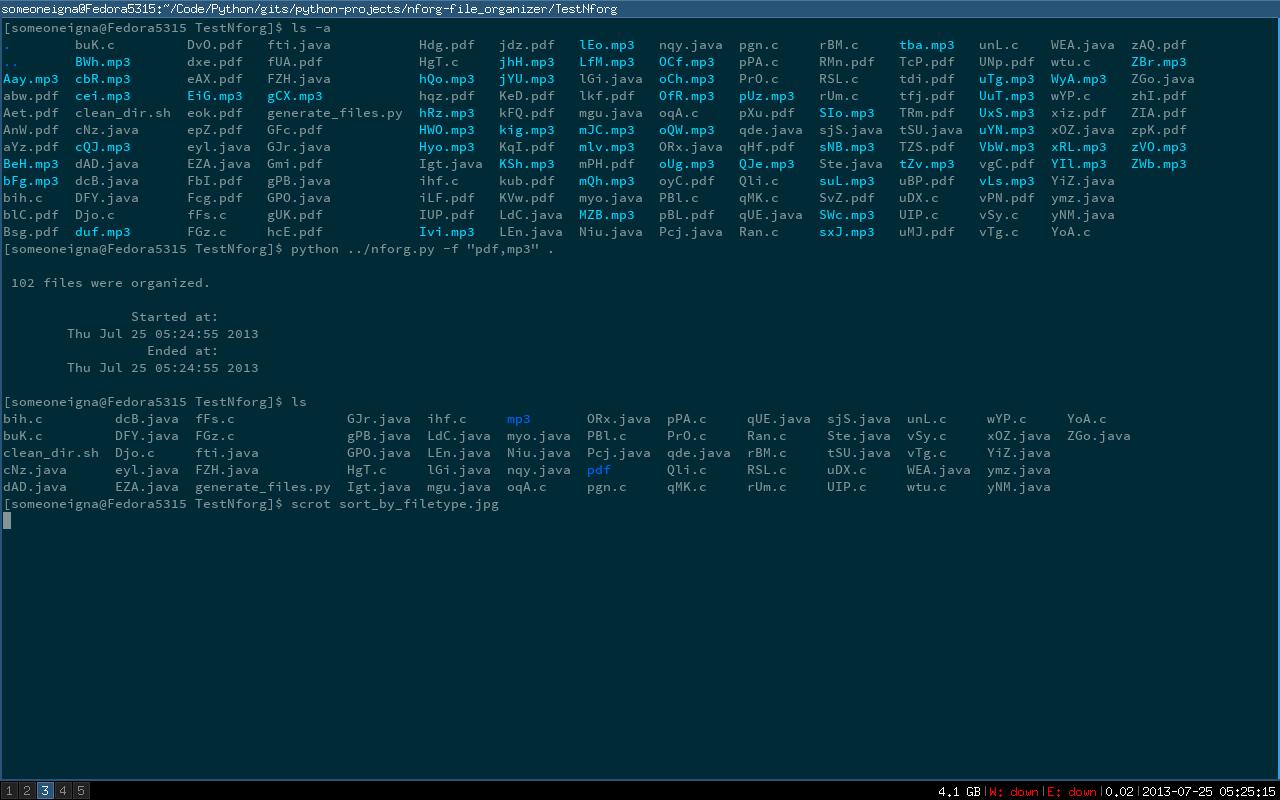 someoneigna@Fedora5315:~/Code/Python/gits/python-projects/nforg-file_organizer/TestNforg
[someoneigna@Fedora5315 TestNforg]$ ls -a
. buK.c DvO.pdf fti.java Hdg.pdf jdz.pdf lEo.mp3 nqy.java pgn.c rBM.c tba.mp3 unL.c WEA.java zAQ.pdf
.. BWh.mp3 dxe.pdf fUA.pdf HgT.c jhH.mp3 LfM.mp3 OCf.mp3 pPA.c RMn.pdf TcP.pdf UNp.pdf wtu.c ZBr.mp3
Aay.mp3 cbR.mp3 eAX.pdf FZH.java hQo.mp3 jYU.mp3 lGi.java oCh.mp3 PrO.c RSL.c tdi.pdf uTg.mp3 WyA.mp3 ZGo.java
abw.pdf cei.mp3 EiG.mp3 gCX.mp3 hqz.pdf KeD.pdf lkf.pdf OfR.mp3 pUz.mp3 rUm.c tfj.pdf UuT.mp3 wYP.c zhI.pdf
Aet.pdf clean_dir.sh eok.pdf generate_files.py hRz.mp3 kFQ.pdf mgu.java oqA.c pXu.pdf SIo.mp3 TRm.pdf UxS.mp3 xiz.pdf ZIA.pdf
AnW.pdf cNz.java epZ.pdf GFc.pdf HWO.mp3 kig.mp3 mJC.mp3 oQW.mp3 qde.java sjS.java tSU.java uYN.mp3 xOZ.java zpK.pdf
aYz.pdf cQJ.mp3 eyl.java GJr.java Hyo.mp3 KqI.pdf mlv.mp3 ORx.java qHf.pdf sNB.mp3 TZS.pdf VbW.mp3 xRL.mp3 zVO.mp3
BeH.mp3 dAD.java EZA.java Gmi.pdf Igt.java KSh.mp3 mPH.pdf oUg.mp3 QJe.mp3 Ste.java tZv.mp3 vgC.pdf YIl.mp3 ZWb.mp3
bFg.mp3 dcB.java FbI.pdf gPB.java ihf.c kub.pdf mQh.mp3 oyC.pdf Qli.c suL.mp3 uBP.pdf vLs.mp3 YiZ.java
bih.c DFY.java Fcg.pdf GPO.java iLF.pdf KVw.pdf myo.java PBl.c qMK.c SvZ.pdf uDX.c vPN.pdf ymz.java
blC.pdf Djo.c fFs.c gUK.pdf IUP.pdf LdC.java MZB.mp3 pBL.pdf qUE.java SWc.mp3 UIP.c vSy.c yNM.java
Bsg.pdf duf.mp3 FGz.c hcE.pdf Ivi.mp3 LEn.java Niu.java Pcj.java Ran.c sxJ.mp3 uMJ.pdf vTg.c YoA.c
[someoneigna@Fedora5315 TestNforg]$ python ../nforg.py -f "pdf,mp3" .
102 files were organized.
Started at:
Thu Jul 25 05:24:55 2013
Ended at:
Thu Jul 25 05:24:55 2013
[someoneigna@Fedora5315 TestNforg]$ ls
bih.c dcB.java fFs.c GJr.java ihf.c mp3 ORx.java pPA.c qUE.java sjS.java unL.c wYP.c YoA.c
buK.c DFY.java FGz.c gPB.java LdC.java myo.java PBl.c PrO.c Ran.c Ste.java vSy.c xOZ.java ZGo.java
clean_dir.sh Djo.c fti.java GPO.java LEn.java Niu.java Pcj.java qde.java rBM.c tSU.java vTg.c YiZ.java
cNz.java eyl.java FZH.java HgT.c lGi.java nqy.java pdf Qli.c RSL.c uDX.c WEA.java ymz.java
dAD.java EZA.java generate_files.py Igt.java mgu.java oqA.c pgn.c qMK.c rUm.c UIP.c wtu.c yNM.java
[someoneigna@Fedora5315 TestNforg]$ scrot sort_by_filetype.jpg
1 2 3 4 5 4.1 GB|W: down|E: down|0.02|2013-07-25 05:25:15